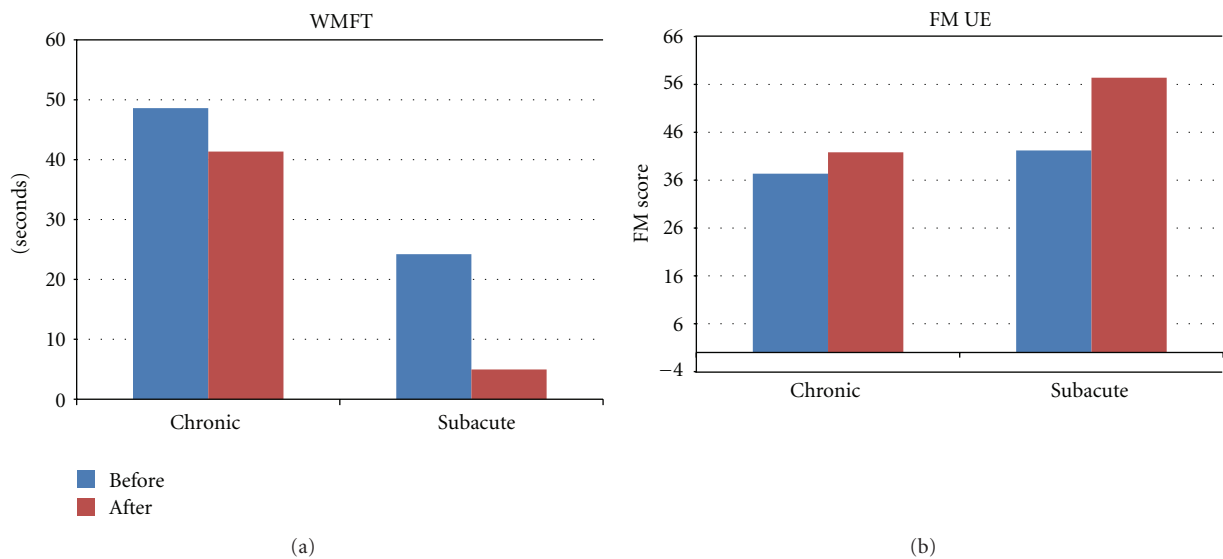 WMFT
60
50
40
30
20
10
0
(seconds)
Chronic
Subacute
Before
After
(a)
FM UE
66
56
46
36
26
16
6
−4
FM score
Chronic
Subacute
(b)